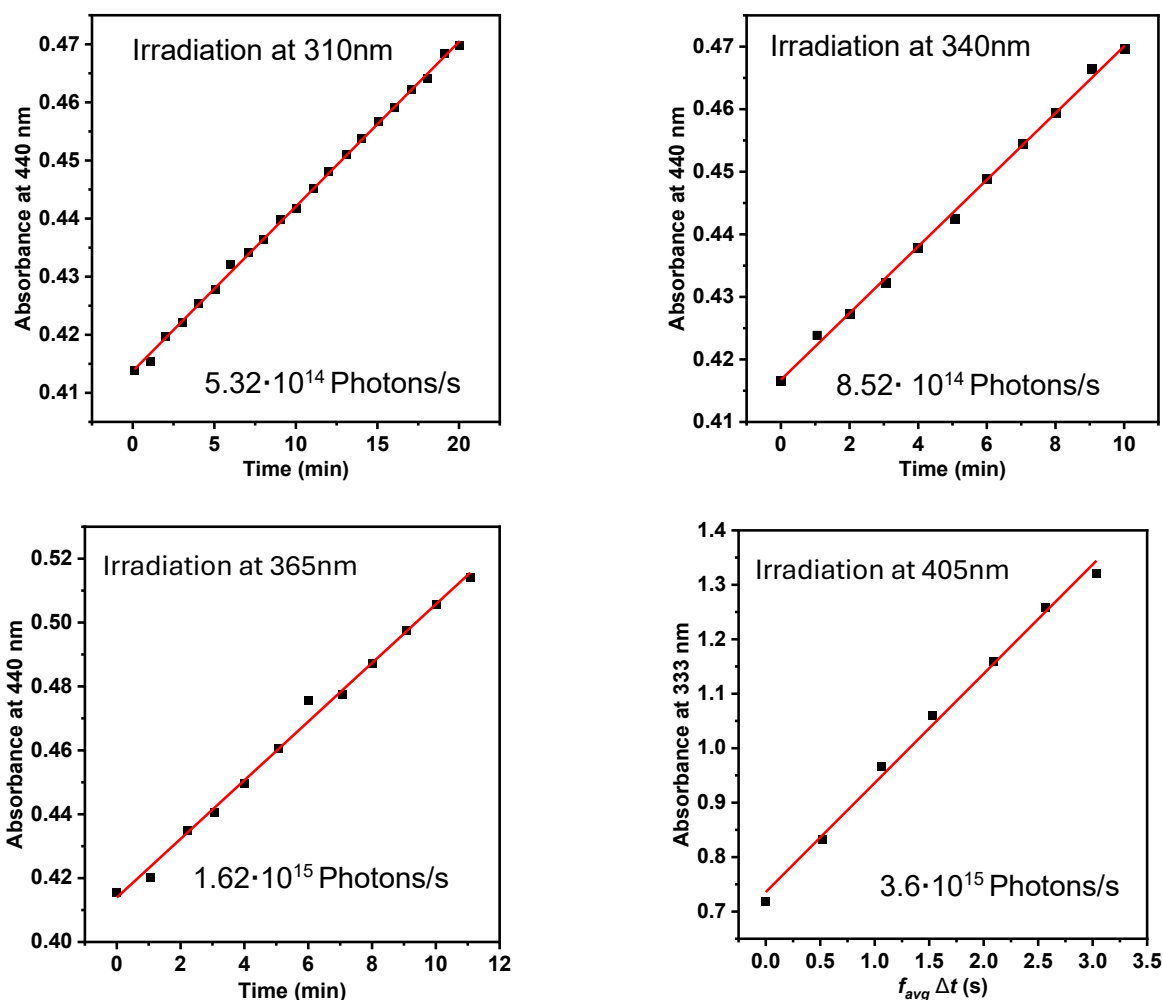 Irradiation at 310nm
Absorbance at 440 nm
0.47
0.46
0.45
0.44
0.43
0.42
0.41
5.32·10¹⁴ Photons/s
0 5 10 15 20
Time (min)
Irradiation at 340nm
Absorbance at 440 nm
0.47
0.46
0.45
0.44
0.43
0.42
0.41
8.52· 10¹⁴ Photons/s
0 2 4 6 8 10
Time (min)
Irradiation at 365nm
Absorbance at 440 nm
0.52
0.50
0.48
0.46
0.44
0.42
0.40
1.62·10¹⁵ Photons/s
0 2 4 6 8 10 12
Time (min)
Irradiation at 405nm
Absorbance at 333 nm
1.4
1.3
1.2
1.1
1.0
0.9
0.8
0.7
3.6·10¹⁵ Photons/s
0.0 0.5 1.0 1.5 2.0 2.5 3.0 3.5
f_avg Δt (s)